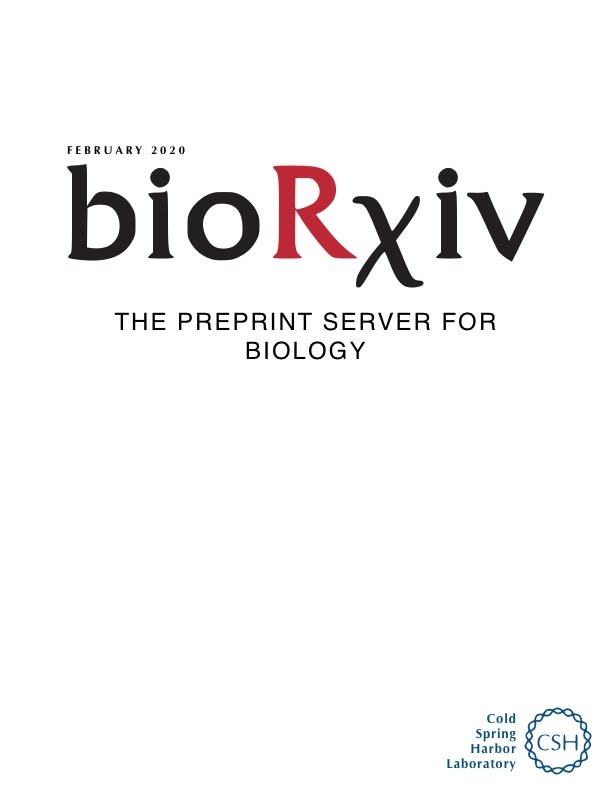 FEBRUARY 2020
bioRχiv
THE PREPRINT SERVER FOR
BIOLOGY
Cold
Spring
Harbor
Laboratory
CSH